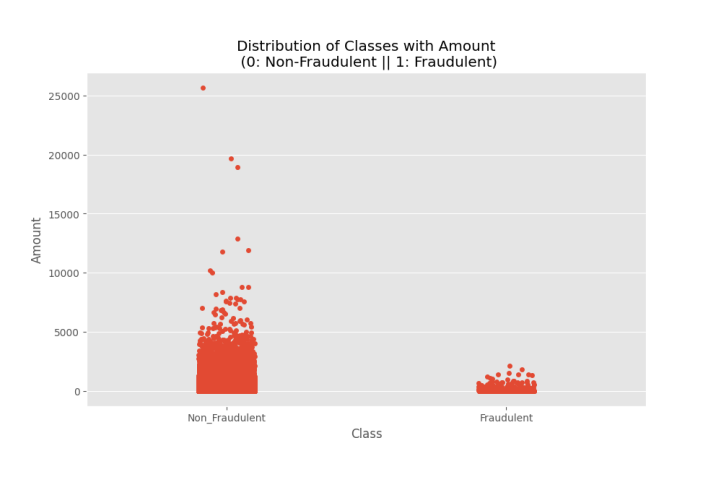 Distribution of Classes with Amount
(0: Non-Fraudulent || 1: Fraudulent)
25000
20000
15000
10000
5000
0
Amount
Non_Fraudulent
Fraudulent
Class